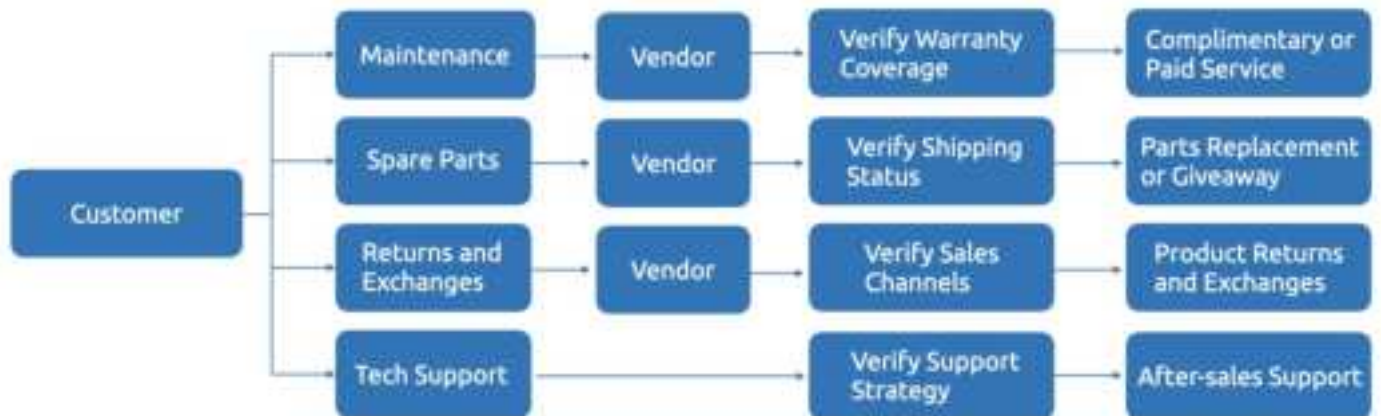 Customer
Maintenance
Vendor
Verify Warranty
Coverage
Complimentary or
Paid Service
Spare Parts
Vendor
Verify Shipping
Status
Parts Replacement
or Giveaway
Returns and
Exchanges
Vendor
Verify Sales
Channels
Product Returns
and Exchanges
Tech Support
Verify Support
Strategy
After-sales Support